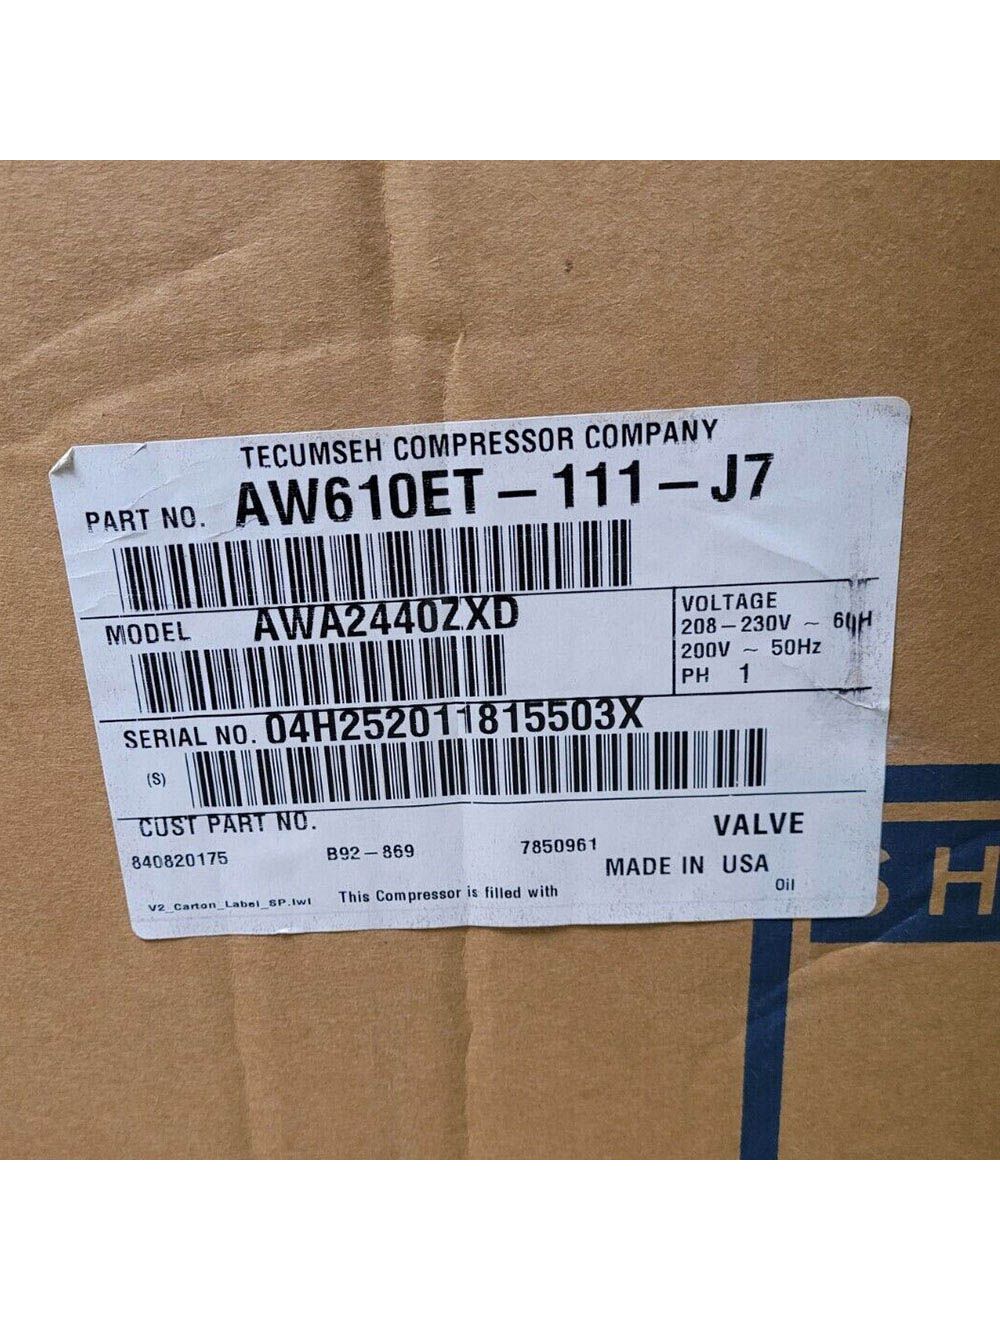 TECUMSEH COMPRESSOR COMPANY
PART NO. AW610ET-111-J7
MODEL AWA2440ZXD
VOLTAGE
208-230V ~ 60H
200V ~ 50Hz
PH 1
SERIAL NO. 04H252011815503X
(S)
CUST PART NO.
VALVE
840820175 B92-869 7850961
MADE IN USA
V2_Carton_Label_SP.lwl This Compressor is filled with Oil
SH